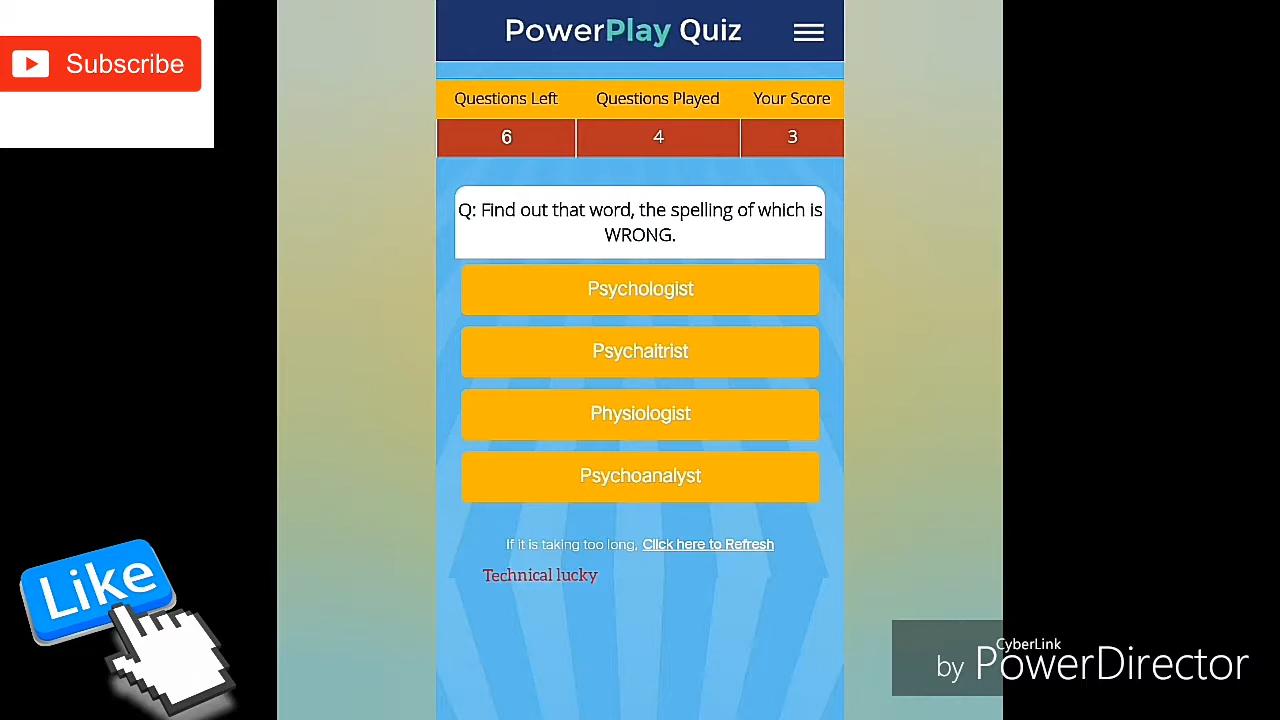 Subscribe
PowerPlay Quiz
Questions Left Questions Played Your Score
6 4 3
Q: Find out that word, the spelling of which is
WRONG.
Psychologist
Psychaitrist
Physiologist
Psychoanalyst
If it is taking too long, Click here to Refresh
Technical lucky
Like
CyberLink
by PowerDirector